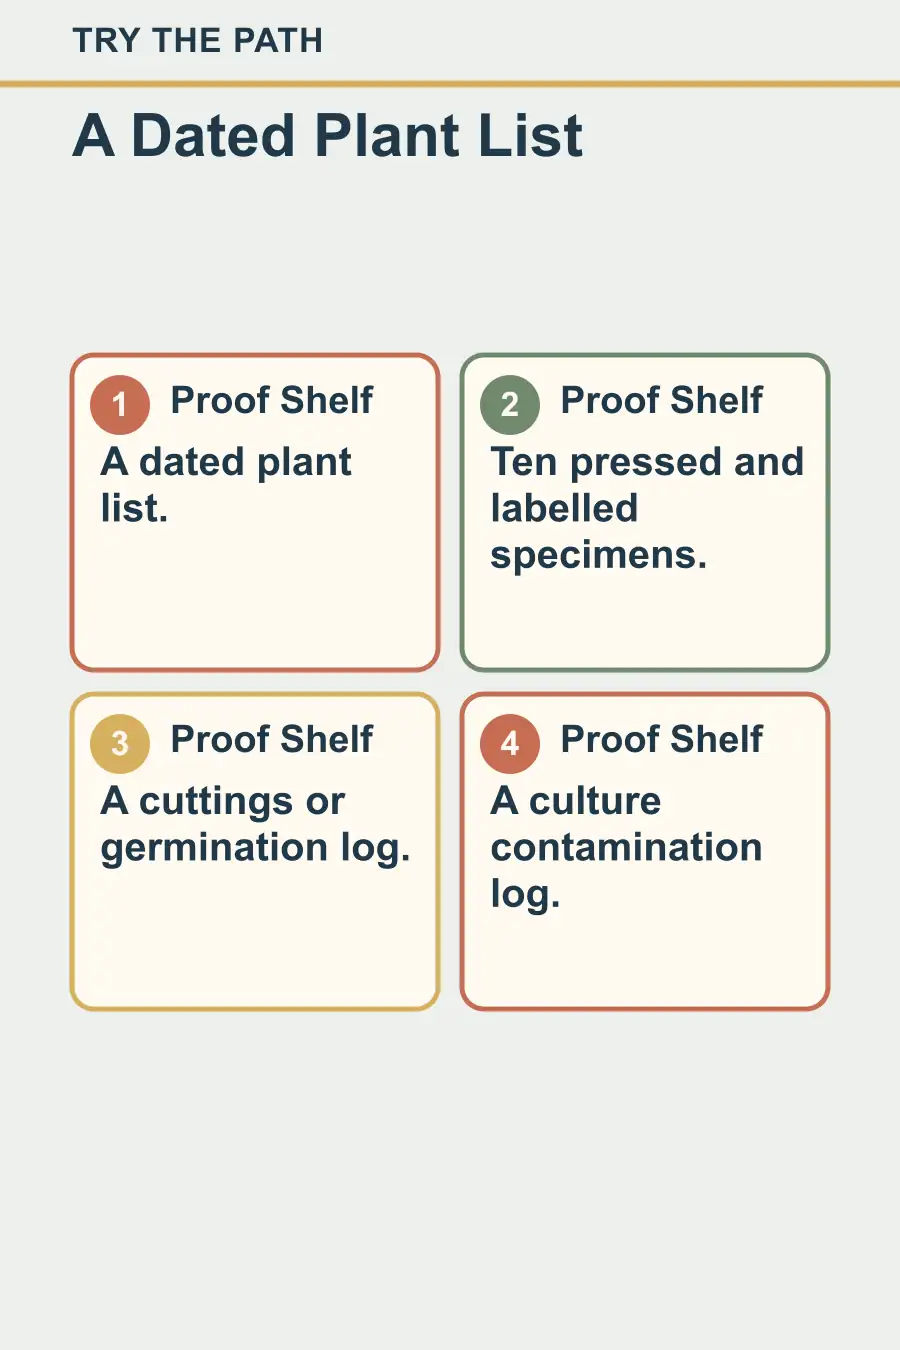 TRY THE PATH
A Dated Plant List
1
Proof Shelf
A dated plant
list.
2
Proof Shelf
Ten pressed and
labelled
specimens.
3
Proof Shelf
A cuttings or
germination log.
4
Proof Shelf
A culture
contamination
log.